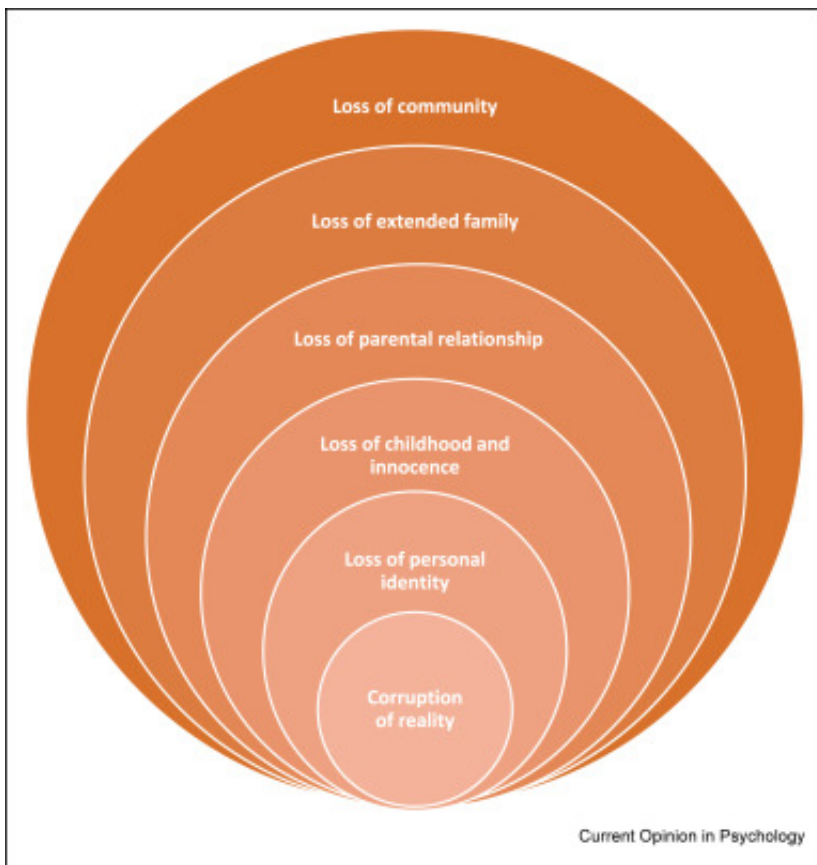 Loss of community
Loss of extended family
Loss of parental relationship
Loss of childhood and
innocence
Loss of personal
identity
Corruption
of reality
Current Opinion in Psychology